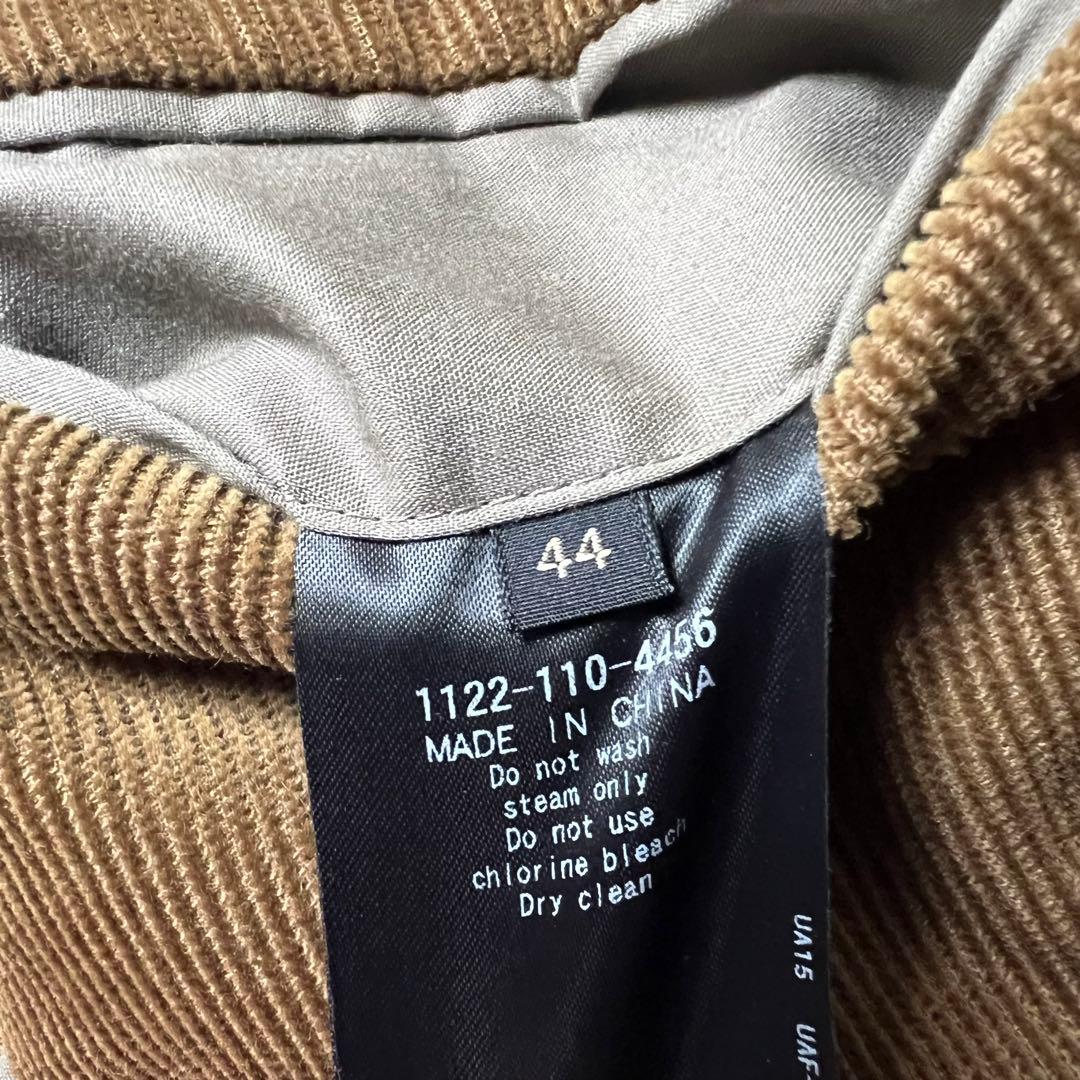 44
1122-110-4456
MADE IN CHINA
Do not wash
steam only
Do not use
chlorine bleach
Dry clean
UA15 UAF-